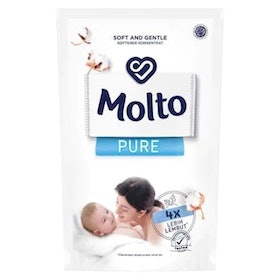 SOFT AND GENTLE
SOFTENER KONSENTRAT
Molto
PURE
4X
LEBIH
LEMBUT*